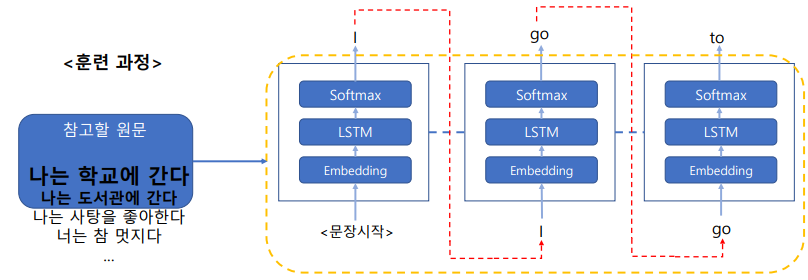 I
go
to
<훈련 과정>
Softmax
Softmax
Softmax
참고할 원문
LSTM
LSTM
LSTM
나는 학교에 간다
Embedding
Embedding
Embedding
나는 도서관에 간다
나는 사탕을 좋아한다
너는 참 멋지다
...
<문장시작>
I
go